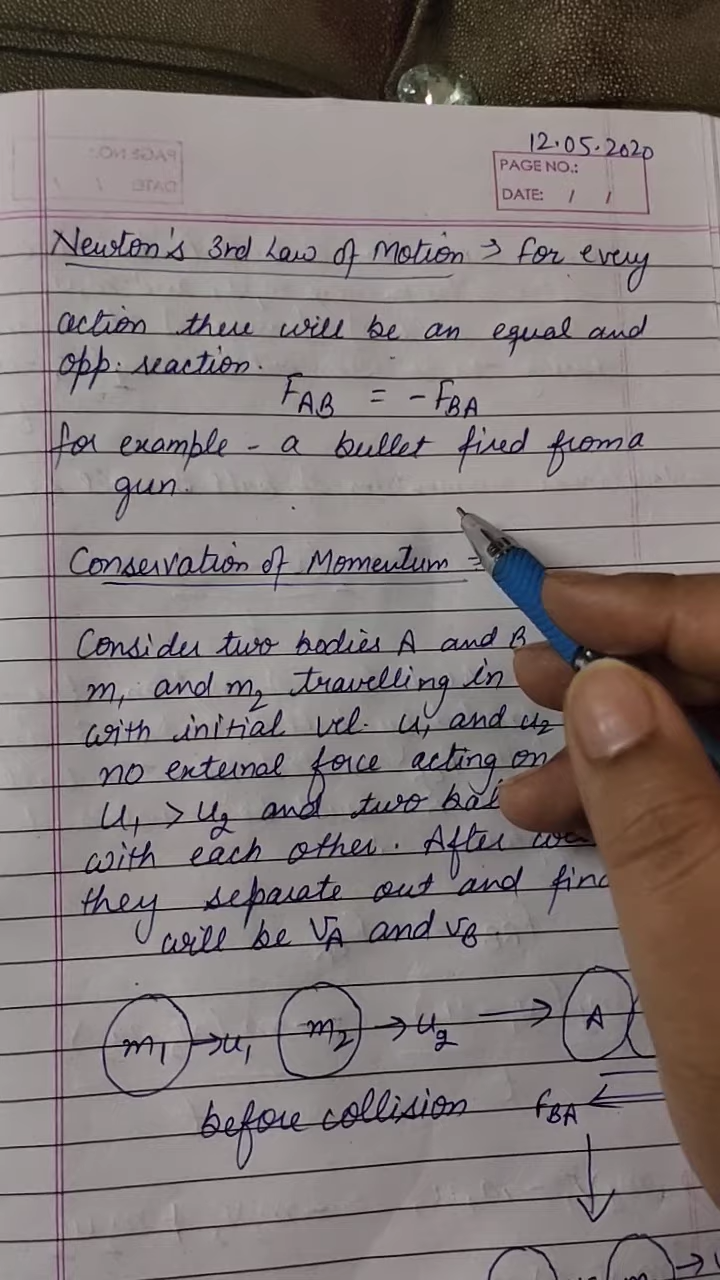 12.05.2020
PAGE NO.:
DATE: / /
Newton's 3rd Law of Motion → for every
action there will be an equal and
opp. reaction.
FAB = -FBA
for example - a bullet fired from a
gun.
Conservation of Momentum
Consider two bodies A and B
m1 and m2 travelling in
with initial vel. u1 and u2
no external force acting on
u1 > u2 and two
with each other. After
they separate out and
will be VA and VB
m1 → u1 m2 → u2 → A
before collision FBA